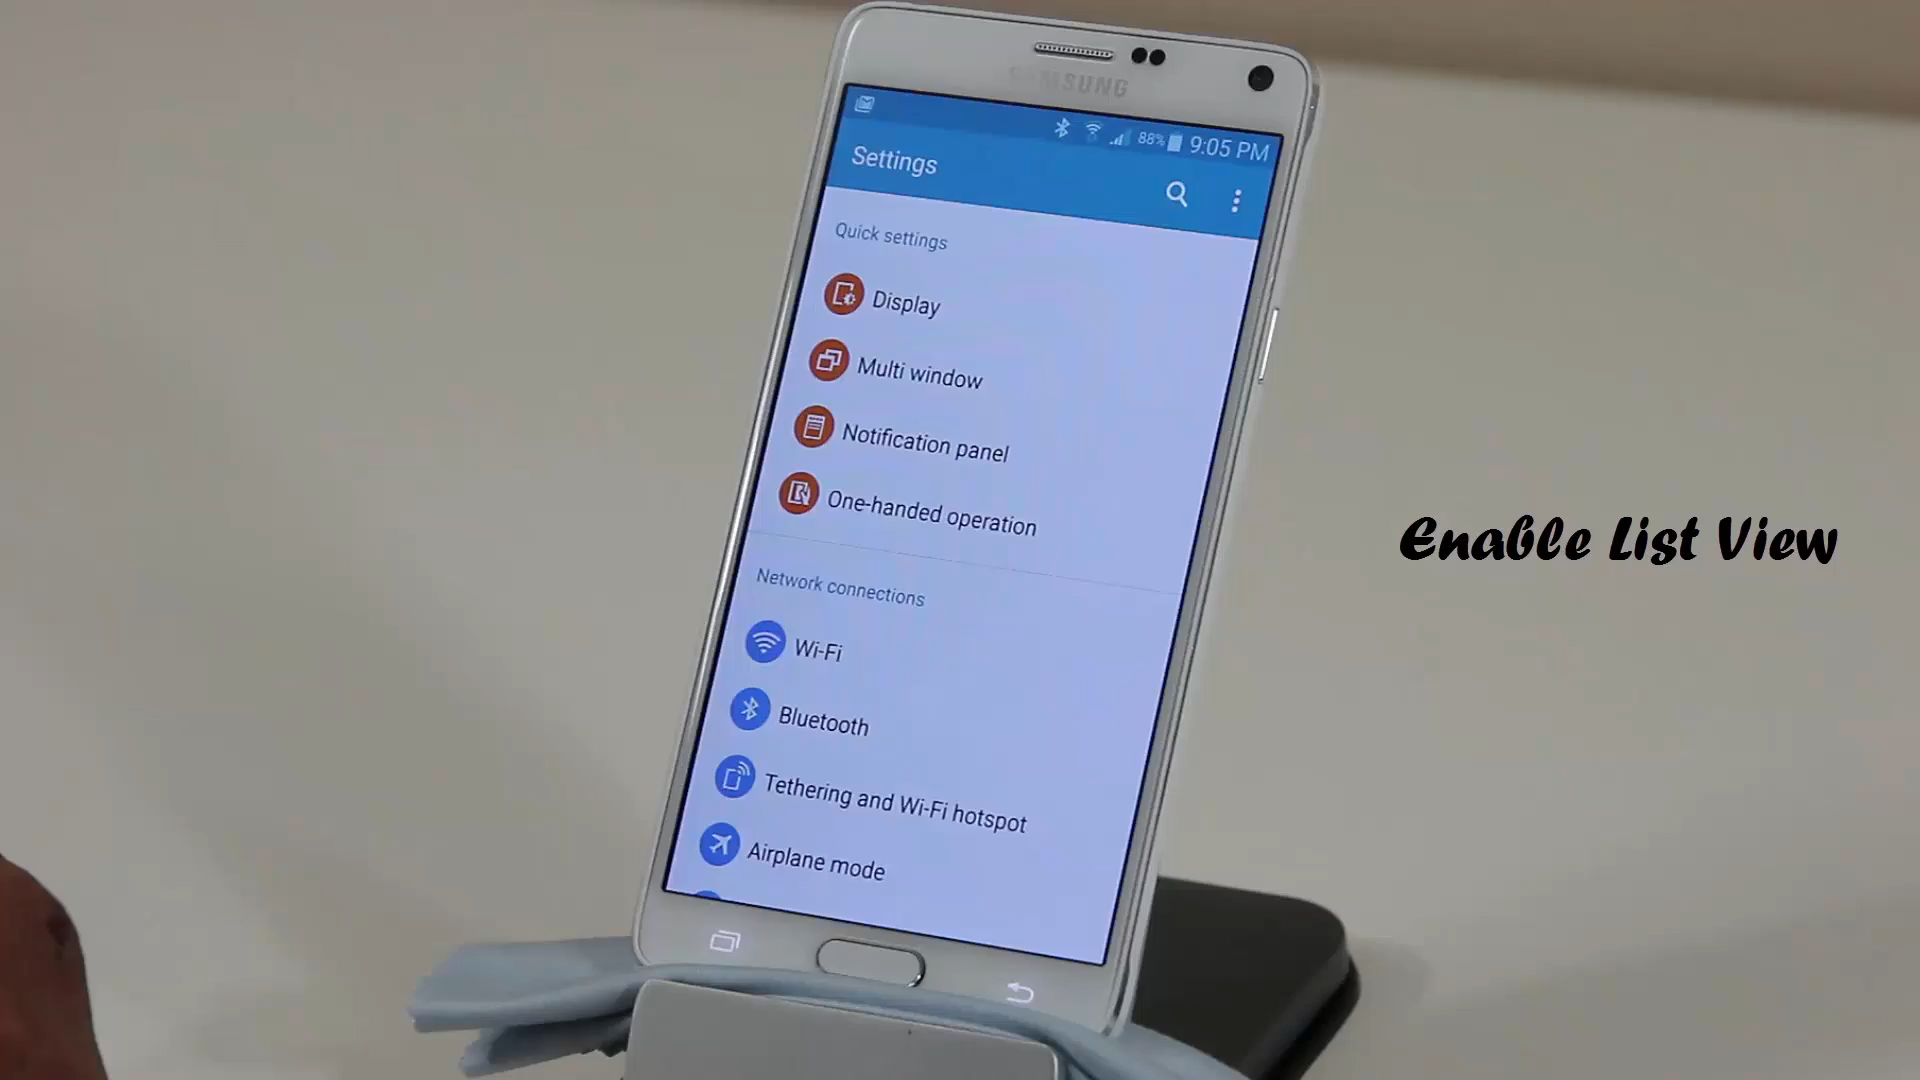 SAMSUNG
88% 9:05 PM
Settings
Quick settings
Display
Multi window
Notification panel
One-handed operation
Network connections
Wi-Fi
Bluetooth
Tethering and Wi-Fi hotspot
Airplane mode
Enable List View